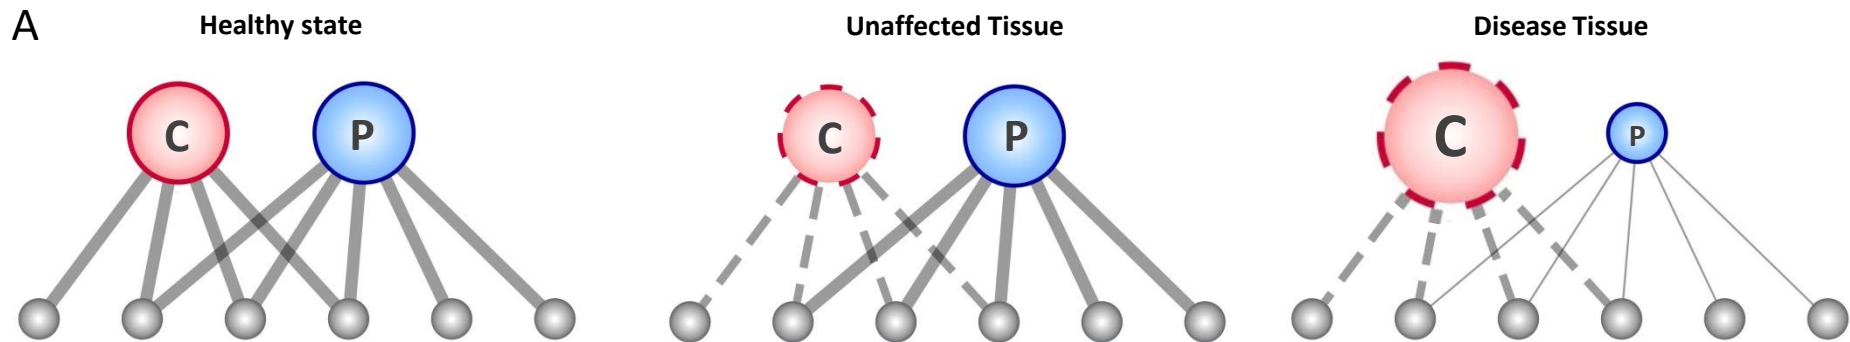 A
Healthy state
Unaffected Tissue
Disease Tissue
C
P
C
P
C
P